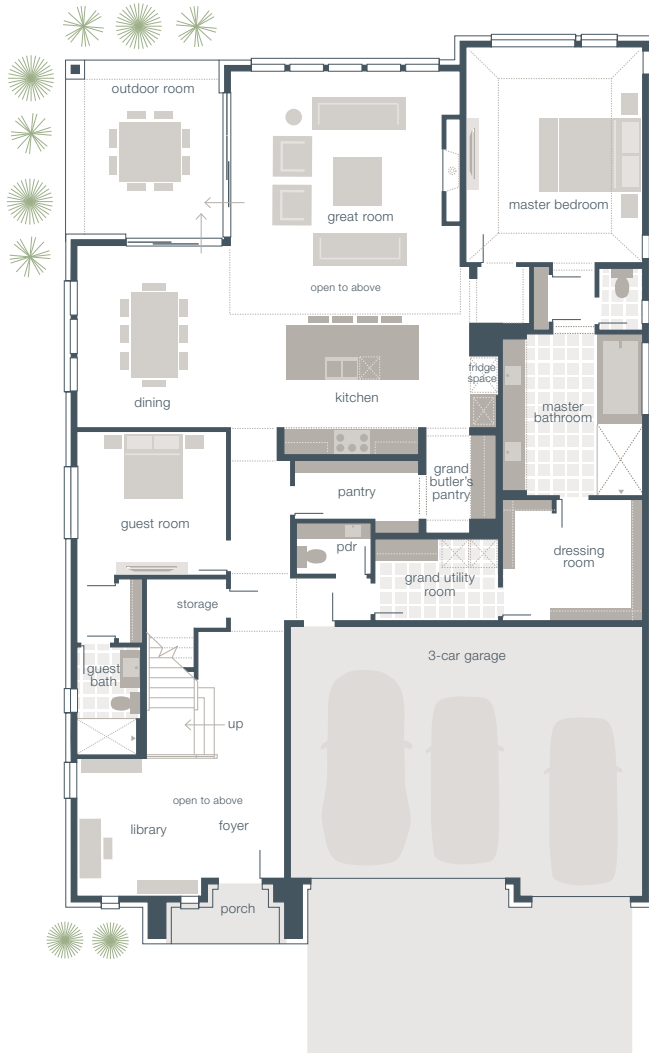 outdoor room
great room
master bedroom
open to above
fridge
space
dining
kitchen
master
bathroom
grand
butler's
pantry
pantry
guest room
pdr
dressing
room
grand utility
room
storage
3-car garage
guest
bath
up
open to above
library
foyer
porch